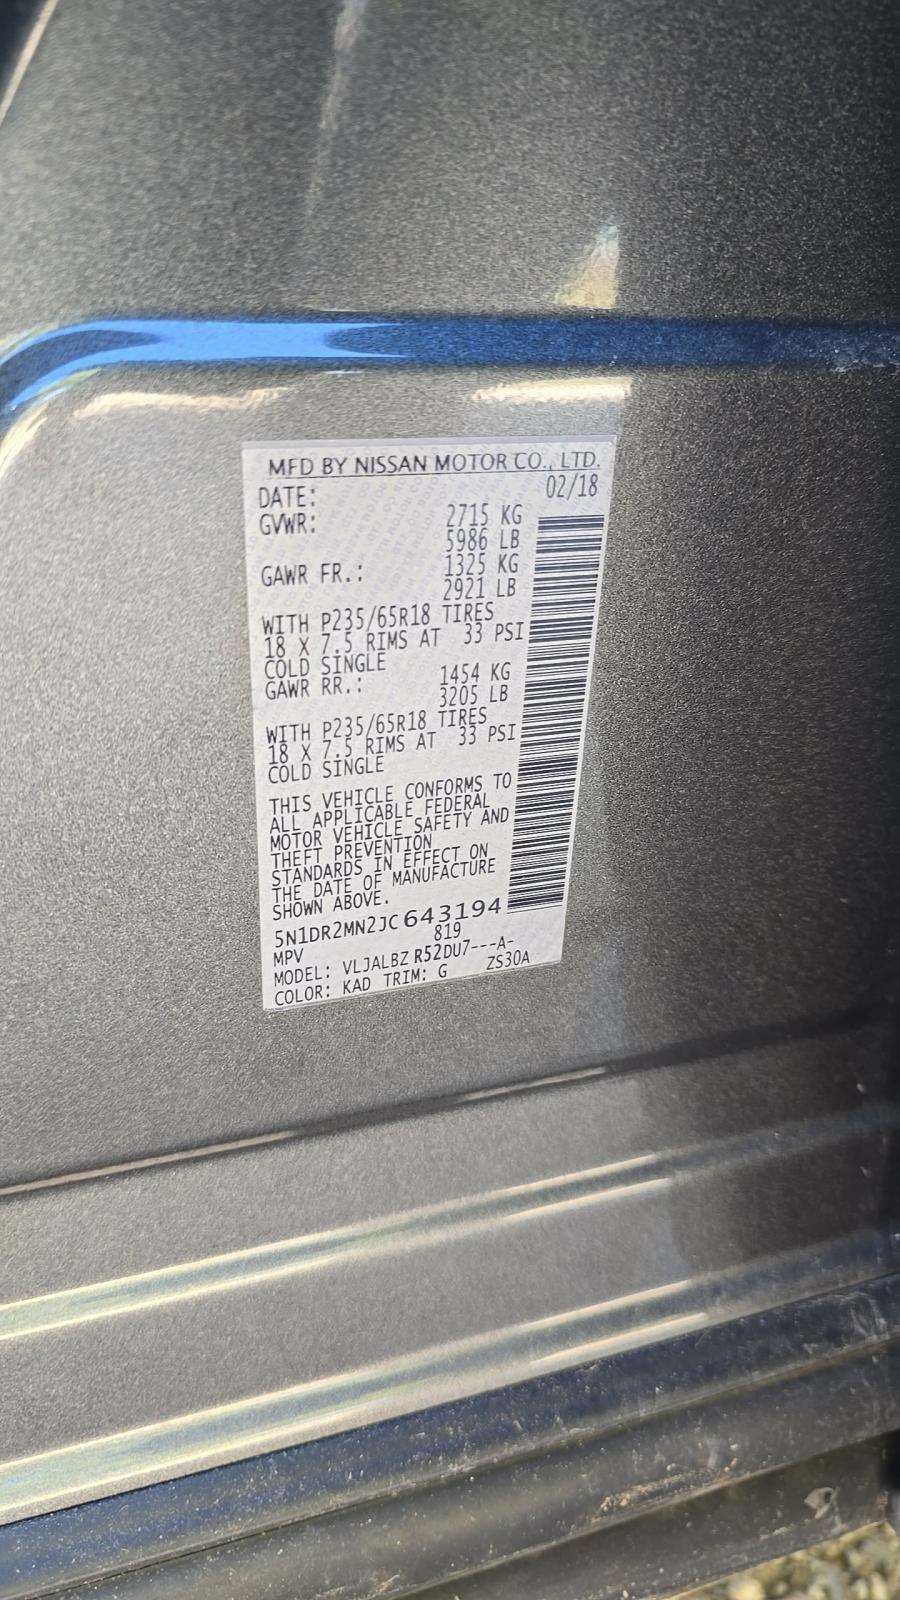 MFD BY NISSAN MOTOR CO., LTD.
DATE: 02/18
GVWR: 2715 KG
5986 LB
GAWR FR.: 1325 KG
2921 LB
WITH P235/65R18 TIRES
18 X 7.5 RIMS AT 33 PSI
COLD SINGLE
GAWR RR.: 1454 KG
3205 LB
WITH P235/65R18 TIRES
18 X 7.5 RIMS AT 33 PSI
COLD SINGLE
THIS VEHICLE CONFORMS TO
ALL APPLICABLE FEDERAL
MOTOR VEHICLE SAFETY AND
THEFT PREVENTION
STANDARDS IN EFFECT ON
THE DATE OF MANUFACTURE
SHOWN ABOVE.
5N1DR2MN2JC643194
MPV 819
MODEL: VLJALBZ R52DU7---A-
COLOR: KAD TRIM: G ZS30A